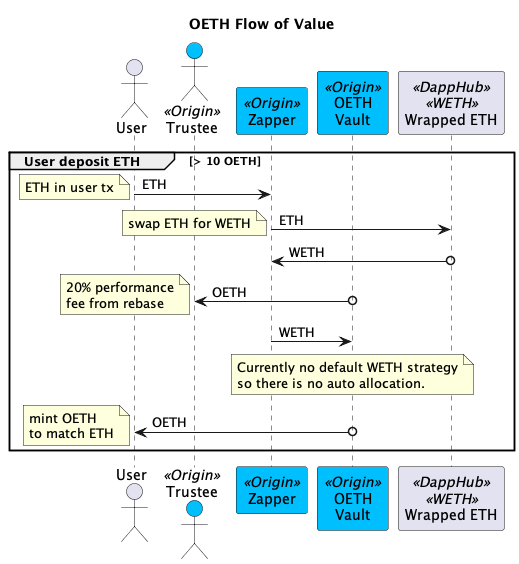 OETH Flow of Value
«Origin»
Trustee
User
«Origin»
Zapper
«Origin»
OETH
Vault
«DappHub»
«WETH»
Wrapped ETH
User deposit ETH
[> 10 OETH]
ETH in user tx
ETH
swap ETH for WETH
ETH
WETH
20% performance
fee from rebase
OETH
WETH
Currently no default WETH strategy
so there is no auto allocation.
mint OETH
to match ETH
OETH
User
«Origin»
Trustee
«Origin»
Zapper
«Origin»
OETH
Vault
«DappHub»
«WETH»
Wrapped ETH